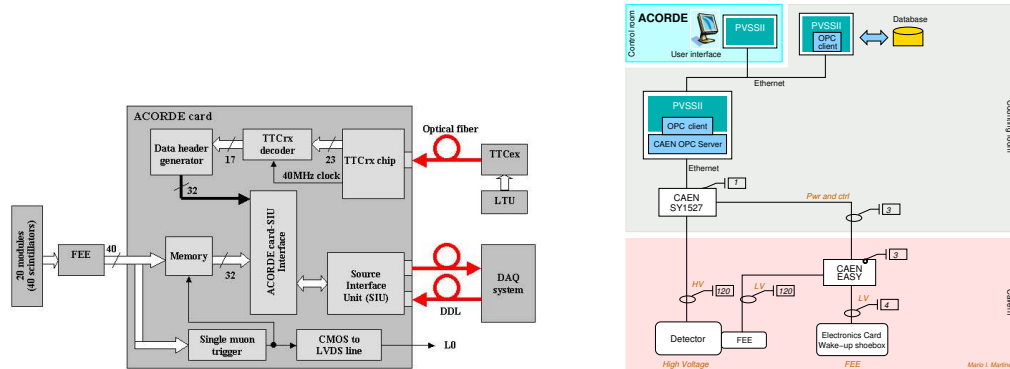 ACORDE card
Data header
generator
17
TTCrx
decoder
23
TTCrx chip
40MHz clock
Optical fiber
TTCex
LTU
32
20 modules
(40 scintillators)
FEE
40
Memory
32
ACORDE card-SIU
Interface
Source
Interface
Unit (SIU)
DDL
DAQ
system
Single muon
trigger
CMOS to
LVDS line
L0
Control room
ACORDE
User interface
PVSSII
PVSSII
OPC
client
Database
Ethernet
PVSSII
OPC client
CAEN OPC Server
Ethernet
CAEN
SY1527
1
Pwr and ctrl
3
3
CAEN
EASY
HV
120
LV
120
LV
4
Detector
FEE
Electronics Card
Wake-up shoebox
High Voltage
FEE